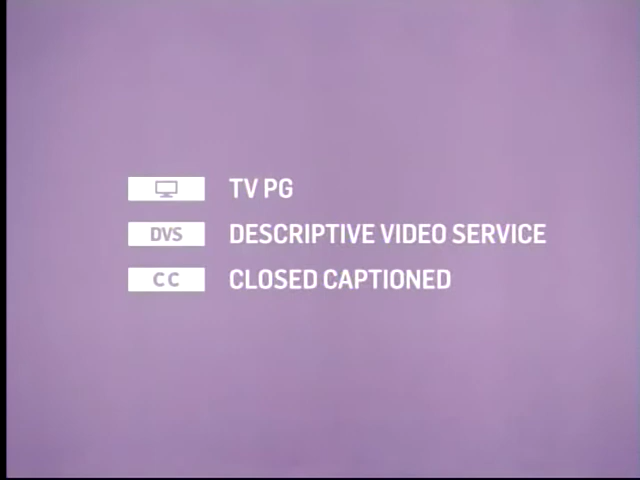 TV PG
DVS DESCRIPTIVE VIDEO SERVICE
CC CLOSED CAPTIONED